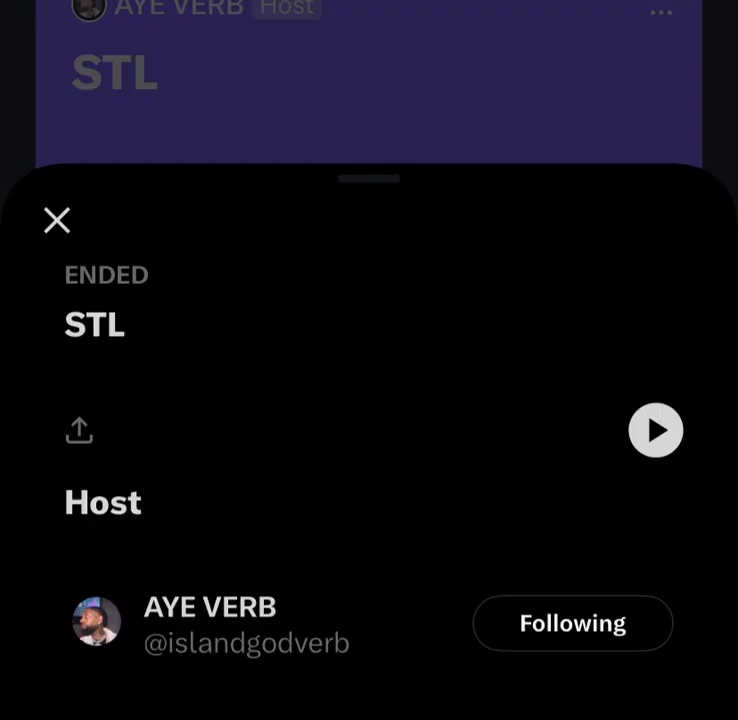 AYE VERB Host
STL
ENDED
STL
Host
AYE VERB
@islandgodverb
Following